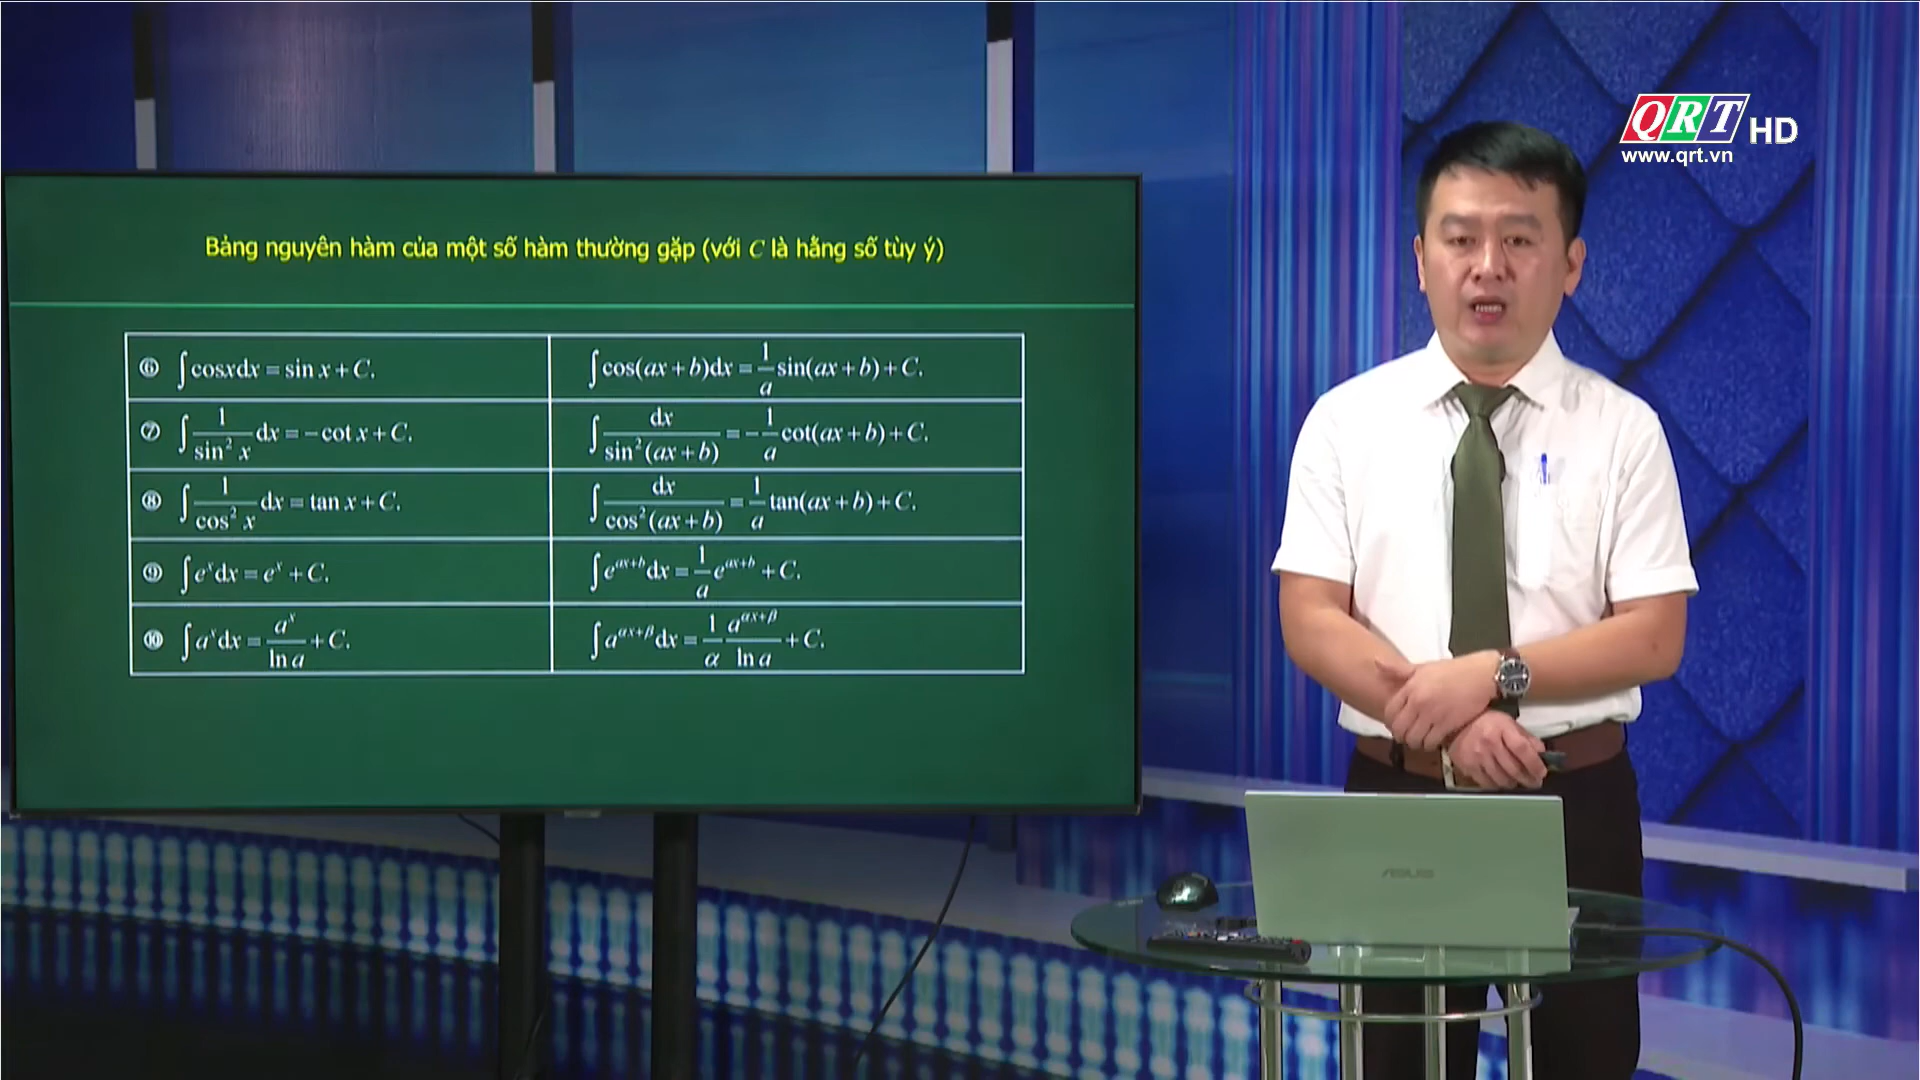 QRT HD
www.qrt.vn
Bảng nguyên hàm của một số hàm thường gặp (với C là hằng số tùy ý)
⑥ ∫cosxdx = sin x + C. ∫cos(ax + b)dx = 1/a sin(ax + b) + C.
⑦ ∫ 1/sin² x dx = −cot x + C. ∫ dx/sin²(ax + b) = −1/a cot(ax + b) + C.
⑧ ∫ 1/cos² x dx = tan x + C. ∫ dx/cos²(ax + b) = 1/a tan(ax + b) + C.
⑨ ∫eˣdx = eˣ + C. ∫e^(ax+b)dx = 1/a e^(ax+b) + C.
⑩ ∫aˣdx = aˣ/ln a + C. ∫a^(αx+β)dx = 1/α a^(αx+β)/ln a + C.
ASUS